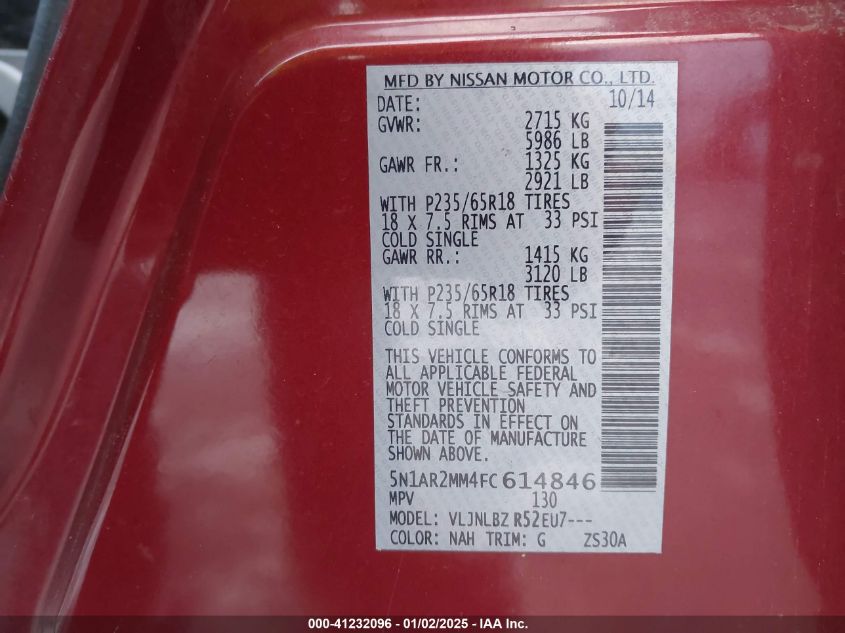 MFD BY NISSAN MOTOR CO., LTD.
DATE: 10/14
GVWR: 2715 KG
5986 LB
GAWR FR.: 1325 KG
2921 LB
WITH P235/65R18 TIRES
18 X 7.5 RIMS AT 33 PSI
COLD SINGLE
GAWR RR.: 1415 KG
3120 LB
WITH P235/65R18 TIRES
18 X 7.5 RIMS AT 33 PSI
COLD SINGLE
THIS VEHICLE CONFORMS TO
ALL APPLICABLE FEDERAL
MOTOR VEHICLE SAFETY AND
THEFT PREVENTION
STANDARDS IN EFFECT ON
THE DATE OF MANUFACTURE
SHOWN ABOVE.
5N1AR2MM4FC614846
MPV 130
MODEL: VLJNLBZ R52EU7---
COLOR: NAH TRIM: G ZS30A
000-41232096 - 01/02/2025 - IAA Inc.